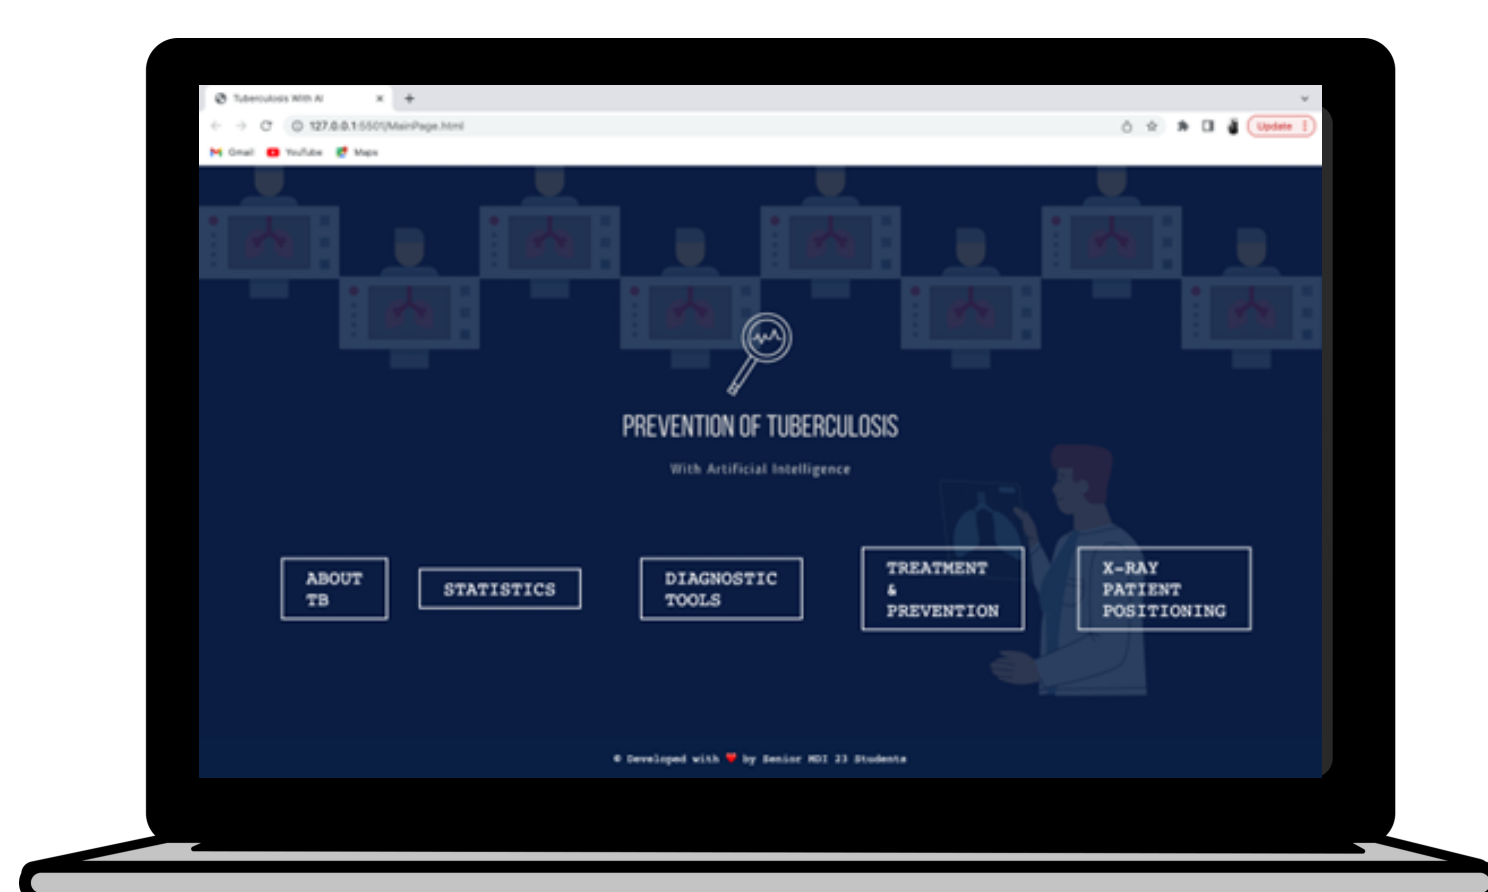 Tuberculosis With AI
127.0.0.1:5501/MainPage.html
Update
Gmail YouTube Maps
PREVENTION OF TUBERCULOSIS
With Artificial Intelligence
ABOUT
TB
STATISTICS
DIAGNOSTIC
TOOLS
TREATMENT
&
PREVENTION
X-RAY
PATIENT
POSITIONING
© Developed with ❤ by Senior MDI 23 Students